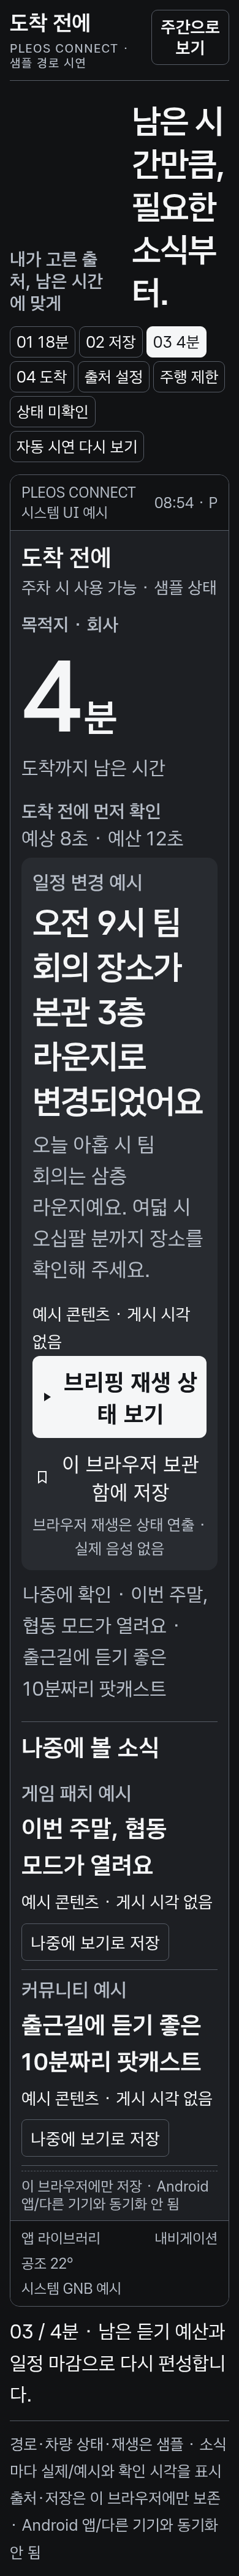 도착 전에
PLEOS CONNECT ·
샘플 경로 시연
주간으로
보기
내가 고른 출
처, 남은 시간
에 맞게
남은 시
간만큼,
필요한
소식부
터.
01 18분
02 저장
03 4분
04 도착
출처 설정
주행 제한
상태 미확인
자동 시연 다시 보기
PLEOS CONNECT
시스템 UI 예시
08:54 · P
도착 전에
주차 시 사용 가능 · 샘플 상태
목적지 · 회사
4분
도착까지 남은 시간
도착 전에 먼저 확인
예상 8초 · 예산 12초
일정 변경 예시
오전 9시 팀
회의 장소가
본관 3층
라운지로
변경되었어요
오늘 아홉 시 팀
회의는 삼층
라운지예요. 여덟 시
오십팔 분까지 장소를
확인해 주세요.
예시 콘텐츠 · 게시 시각
없음
브리핑 재생 상
태 보기
이 브라우저 보관
함에 저장
브라우저 재생은 상태 연출 ·
실제 음성 없음
나중에 확인 · 이번 주말,
협동 모드가 열려요 ·
출근길에 듣기 좋은
10분짜리 팟캐스트
나중에 볼 소식
게임 패치 예시
이번 주말, 협동
모드가 열려요
예시 콘텐츠 · 게시 시각 없음
나중에 보기로 저장
커뮤니티 예시
출근길에 듣기 좋은
10분짜리 팟캐스트
예시 콘텐츠 · 게시 시각 없음
나중에 보기로 저장
이 브라우저에만 저장 · Android
앱/다른 기기와 동기화 안 됨
앱 라이브러리
내비게이션
공조 22°
시스템 GNB 예시
03 / 4분 · 남은 듣기 예산과
일정 마감으로 다시 편성합니
다.
경로·차량 상태·재생은 샘플 · 소식
마다 실제/예시와 확인 시각을 표시
출처·저장은 이 브라우저에만 보존
· Android 앱/다른 기기와 동기화
안 됨